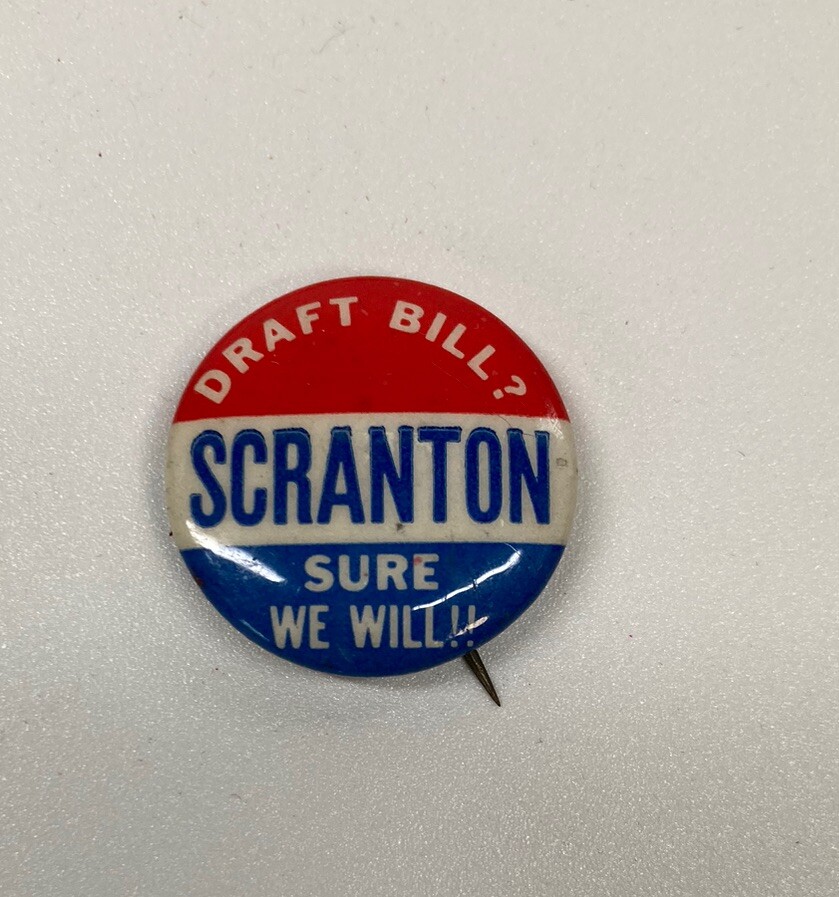 DRAFT BILL?
SCRANTON
SURE
WE WILL!!